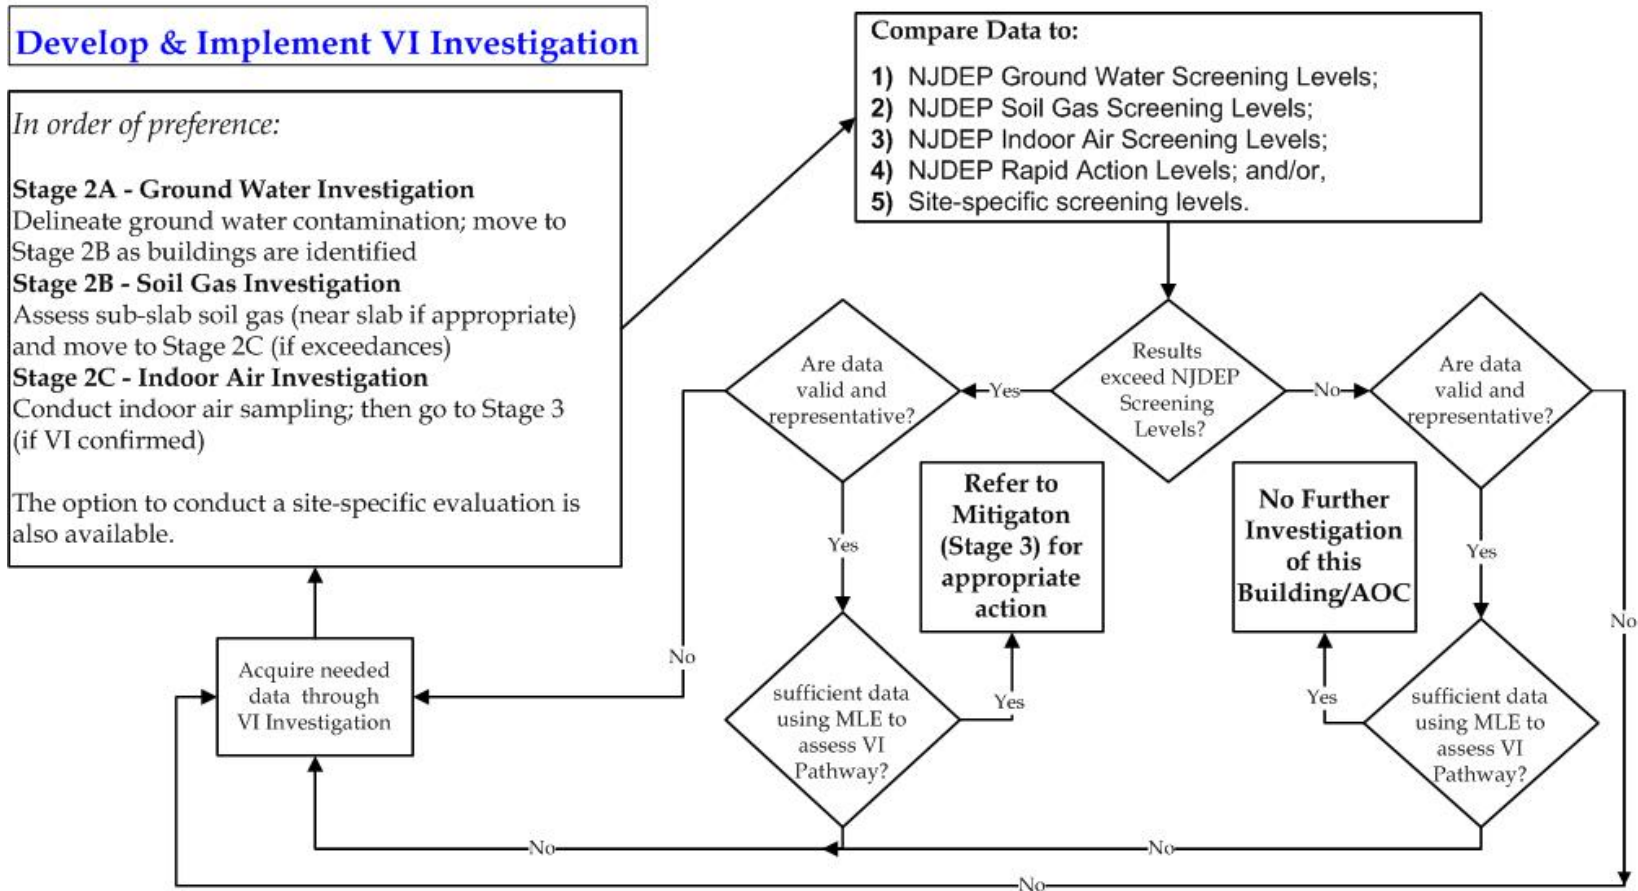 Develop & Implement VI Investigation
In order of preference:
Stage 2A - Ground Water Investigation
Delineate ground water contamination; move to
Stage 2B as buildings are identified
Stage 2B - Soil Gas Investigation
Assess sub-slab soil gas (near slab if appropriate)
and move to Stage 2C (if exceedances)
Stage 2C - Indoor Air Investigation
Conduct indoor air sampling; then go to Stage 3
(if VI confirmed)
The option to conduct a site-specific evaluation is
also available.
Compare Data to:
1) NJDEP Ground Water Screening Levels;
2) NJDEP Soil Gas Screening Levels;
3) NJDEP Indoor Air Screening Levels;
4) NJDEP Rapid Action Levels; and/or,
5) Site-specific screening levels.
Results
exceed NJDEP
Screening
Levels?
Yes
No
Are data
valid and
representative?
Are data
valid and
representative?
Refer to
Mitigaton
(Stage 3) for
appropriate
action
No Further
Investigation
of this
Building/AOC
Yes
Yes
No
No
Acquire needed
data through
VI Investigation
sufficient data
using MLE to
assess VI
Pathway?
Yes
Yes
sufficient data
using MLE to
assess VI
Pathway?
No
No
No